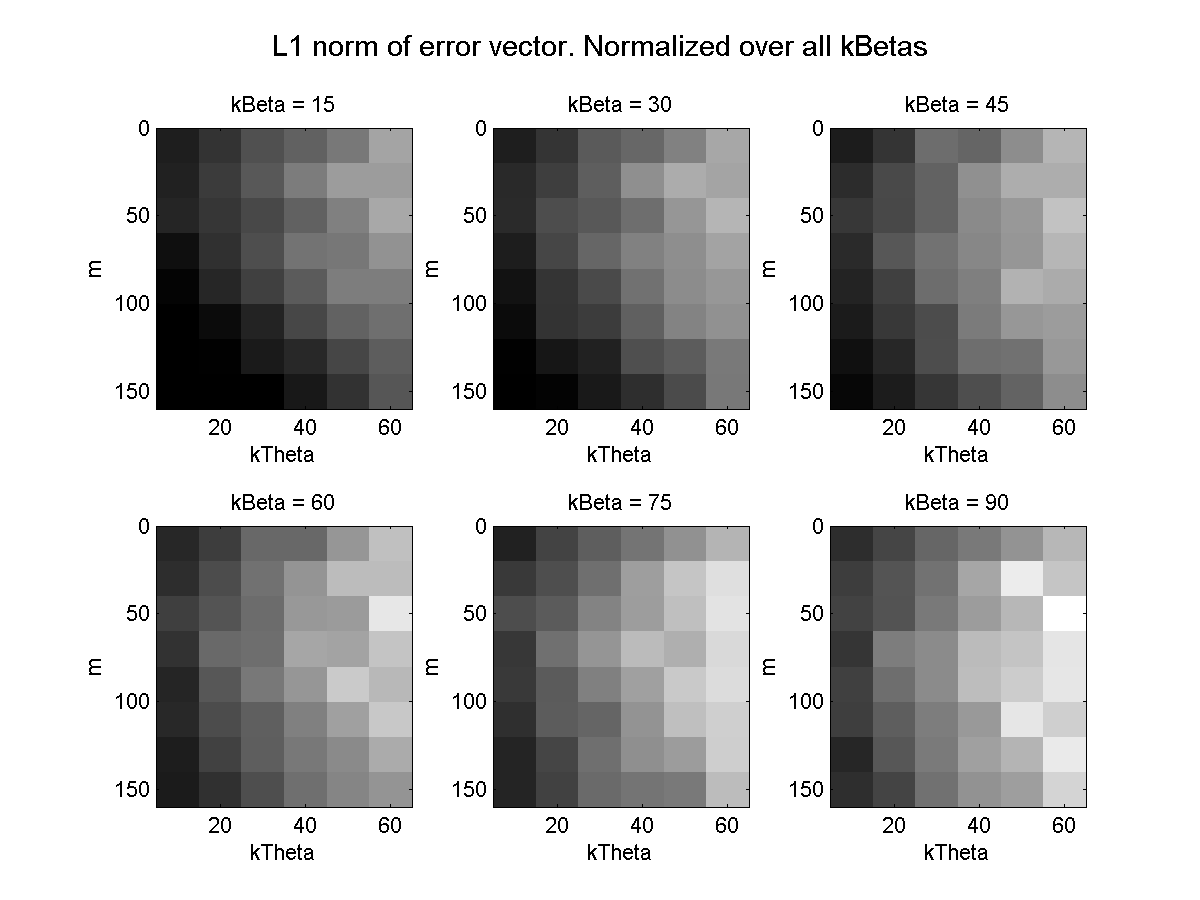 L1 norm of error vector. Normalized over all kBetas
kBeta = 15
kBeta = 30
kBeta = 45
0
50
100
150
m
20 40 60
kTheta
0
50
100
150
m
20 40 60
kTheta
0
50
100
150
m
20 40 60
kTheta
kBeta = 60
kBeta = 75
kBeta = 90
0
50
100
150
m
20 40 60
kTheta
0
50
100
150
m
20 40 60
kTheta
0
50
100
150
m
20 40 60
kTheta